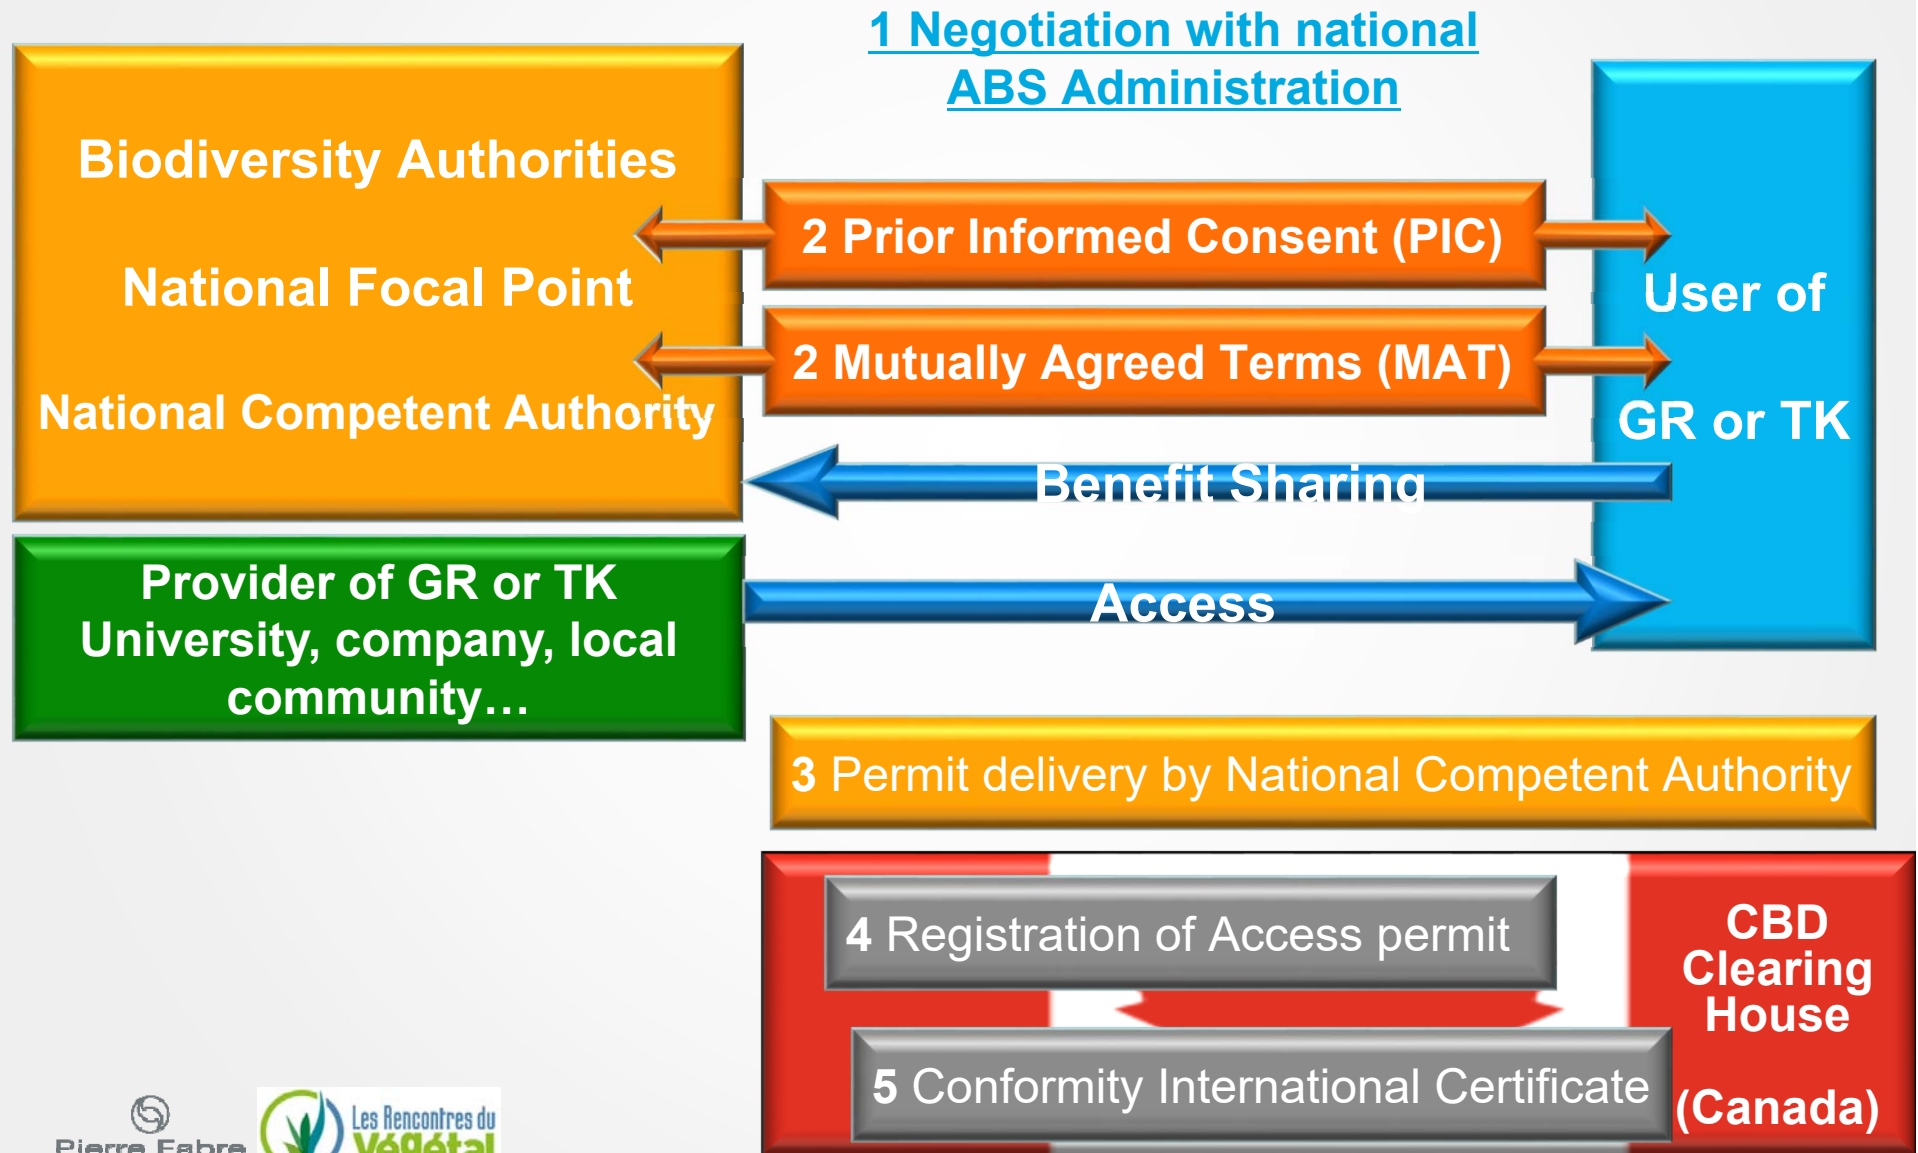 1 Negotiation with national
ABS Administration
Biodiversity Authorities
National Focal Point
National Competent Authority
2 Prior Informed Consent (PIC)
2 Mutually Agreed Terms (MAT)
Benefit Sharing
Access
User of
GR or TK
Provider of GR or TK
University, company, local
community…
3 Permit delivery by National Competent Authority
4 Registration of Access permit
5 Conformity International Certificate
CBD
Clearing
House
(Canada)
Pierre Fabre
Les Rencontres du
Végétal